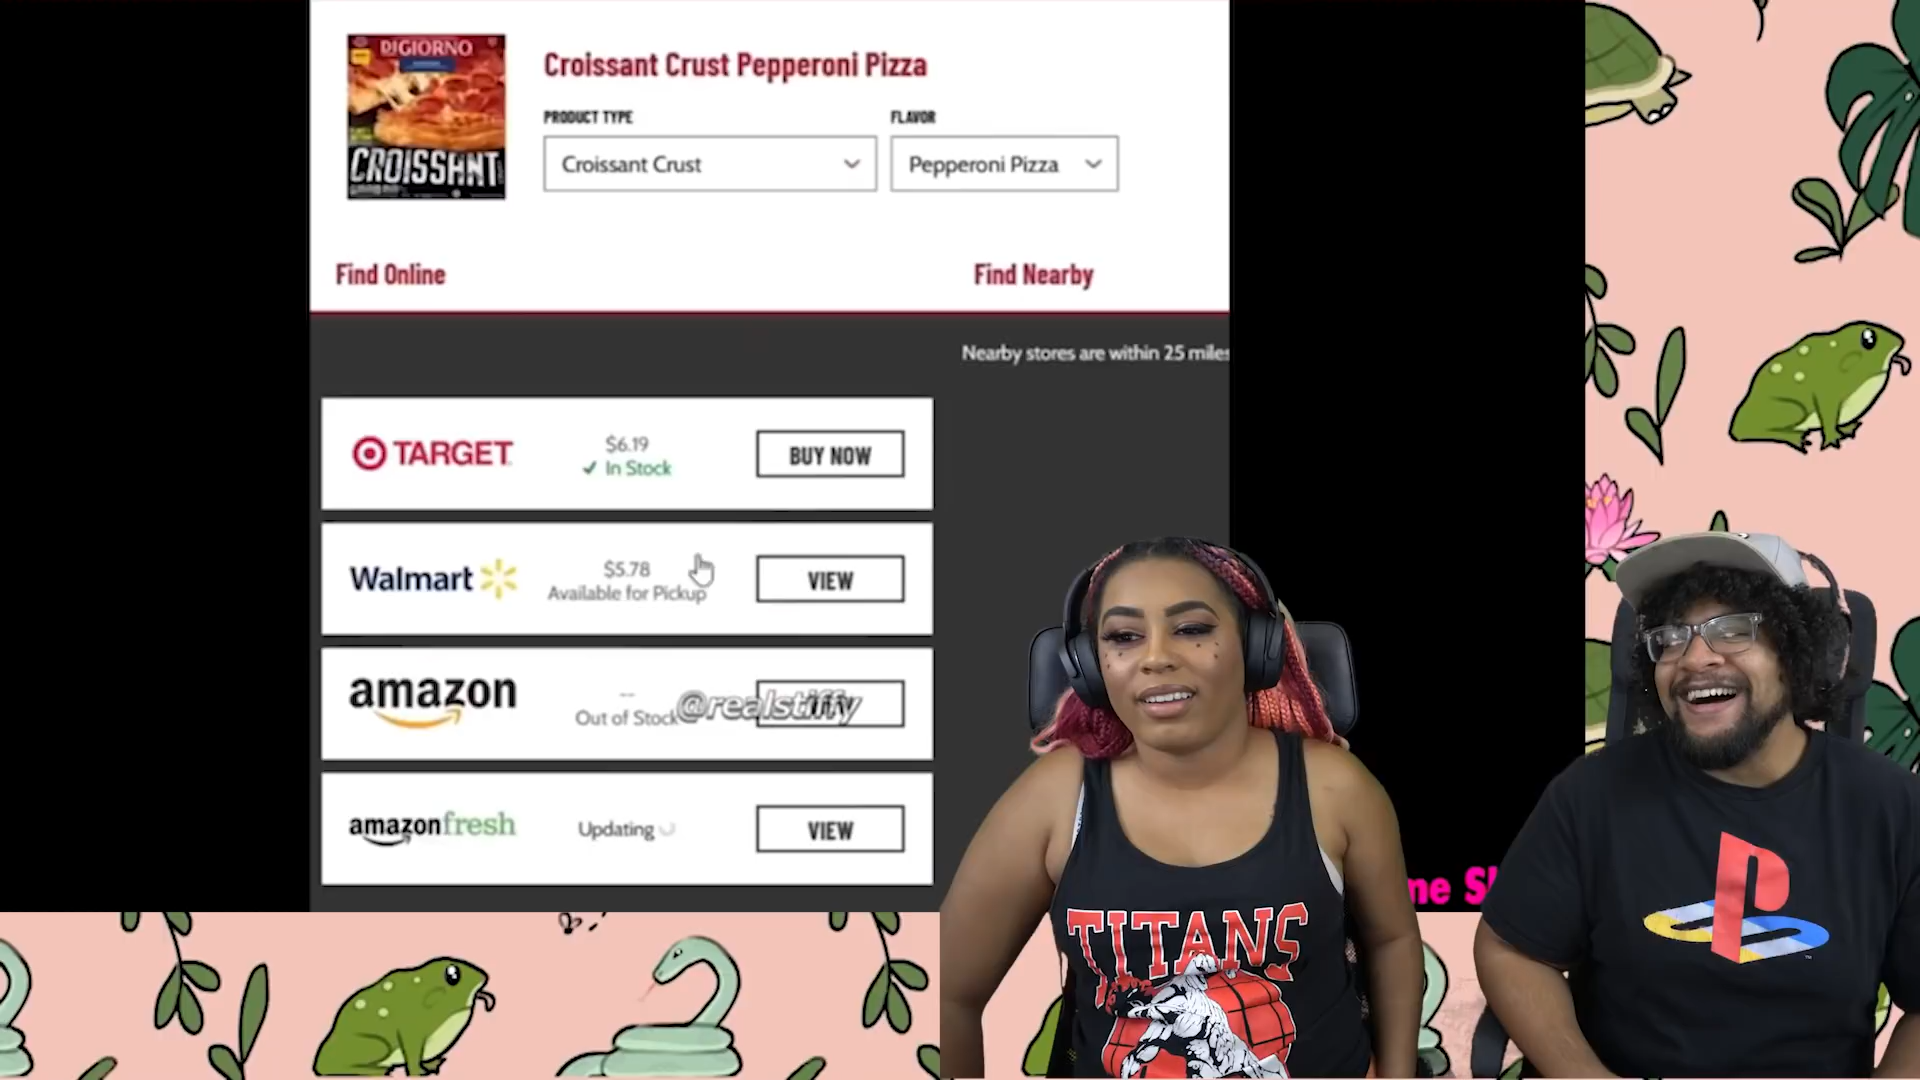 DIGIORNO
CROISSANT
Croissant Crust Pepperoni Pizza
PRODUCT TYPE
FLAVOR
Croissant Crust
Pepperoni Pizza
Find Online
Find Nearby
Nearby stores are within 25 miles
TARGET
$6.19
In Stock
BUY NOW
Walmart
$5.78
Available for Pickup
VIEW
amazon
--
Out of Stock
@realstiffy
amazonfresh
Updating
VIEW
TITANS
me S